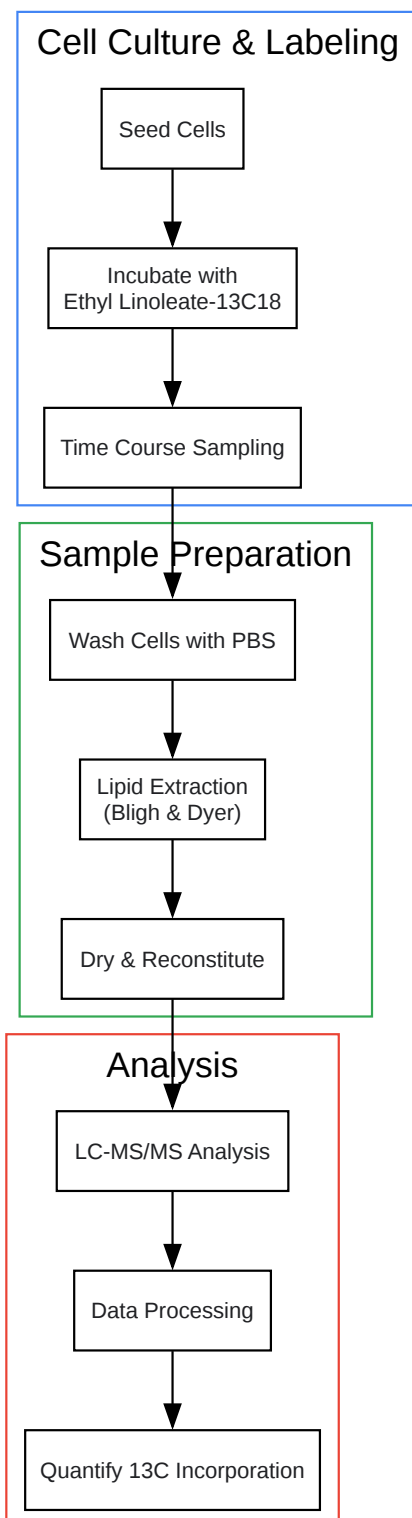 Cell Culture & Labeling
Seed Cells
Incubate with
Ethyl Linoleate-13C18
Time Course Sampling
Sample Preparation
Wash Cells with PBS
Lipid Extraction
(Bligh & Dyer)
Dry & Reconstitute
Analysis
LC-MS/MS Analysis
Data Processing
Quantify 13C Incorporation